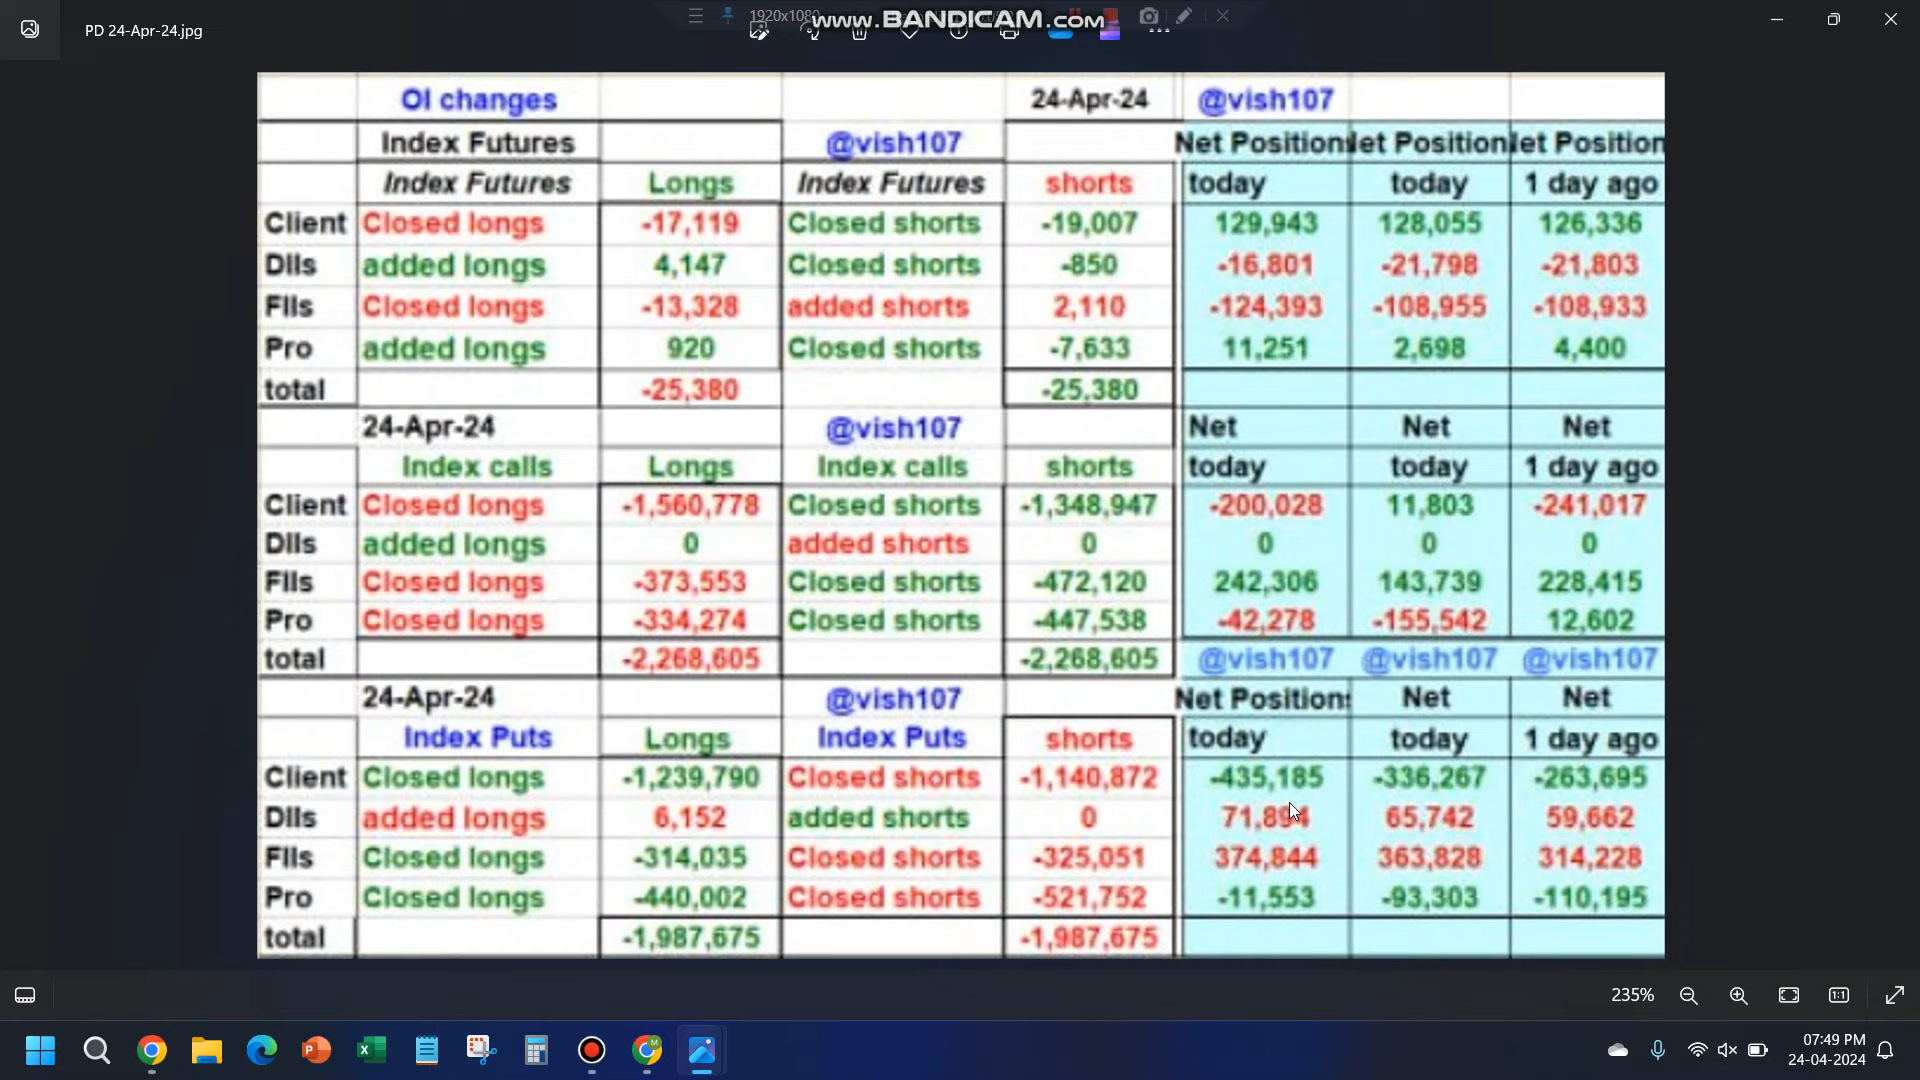 1920x1080
www.BANDICAM.com
PD 24-Apr-24.jpg
OI changes 24-Apr-24 @vish107
Index Futures @vish107 Net Positions Net Position Net Position
Index Futures Longs Index Futures shorts today today 1 day ago
Client Closed longs -17,119 Closed shorts -19,007 129,943 128,055 126,336
DIIs added longs 4,147 Closed shorts -850 -16,801 -21,798 -21,803
FIIs Closed longs -13,328 added shorts 2,110 -124,393 -108,955 -108,933
Pro added longs 920 Closed shorts -7,633 11,251 2,698 4,400
total -25,380 -25,380
24-Apr-24 @vish107 Net Net Net
Index calls Longs Index calls shorts today today 1 day ago
Client Closed longs -1,560,778 Closed shorts -1,348,947 -200,028 11,803 -241,017
DIIs added longs 0 added shorts 0 0 0 0
FIIs Closed longs -373,553 Closed shorts -472,120 242,306 143,739 228,415
Pro Closed longs -334,274 Closed shorts -447,538 -42,278 -155,542 12,602
total -2,268,605 -2,268,605 @vish107 @vish107 @vish107
24-Apr-24 @vish107 Net Positions Net Net
Index Puts Longs Index Puts shorts today today 1 day ago
Client Closed longs -1,239,790 Closed shorts -1,140,872 -435,185 -336,267 -263,695
DIIs added longs 6,152 added shorts 0 71,894 65,742 59,662
FIIs Closed longs -314,035 Closed shorts -325,051 374,844 363,828 314,228
Pro Closed longs -440,002 Closed shorts -521,752 -11,553 -93,303 -110,195
total -1,987,675 -1,987,675
235%
07:49 PM
24-04-2024